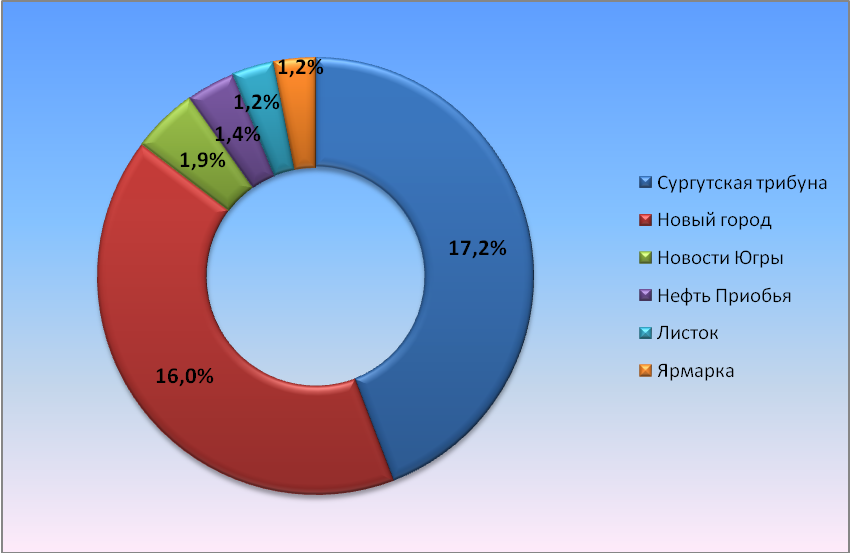 1,2%
1,2%
1,4%
1,9%
17,2%
16,0%
Сургутская трибуна
Новый город
Новости Югры
Нефть Приобья
Листок
Ярмарка